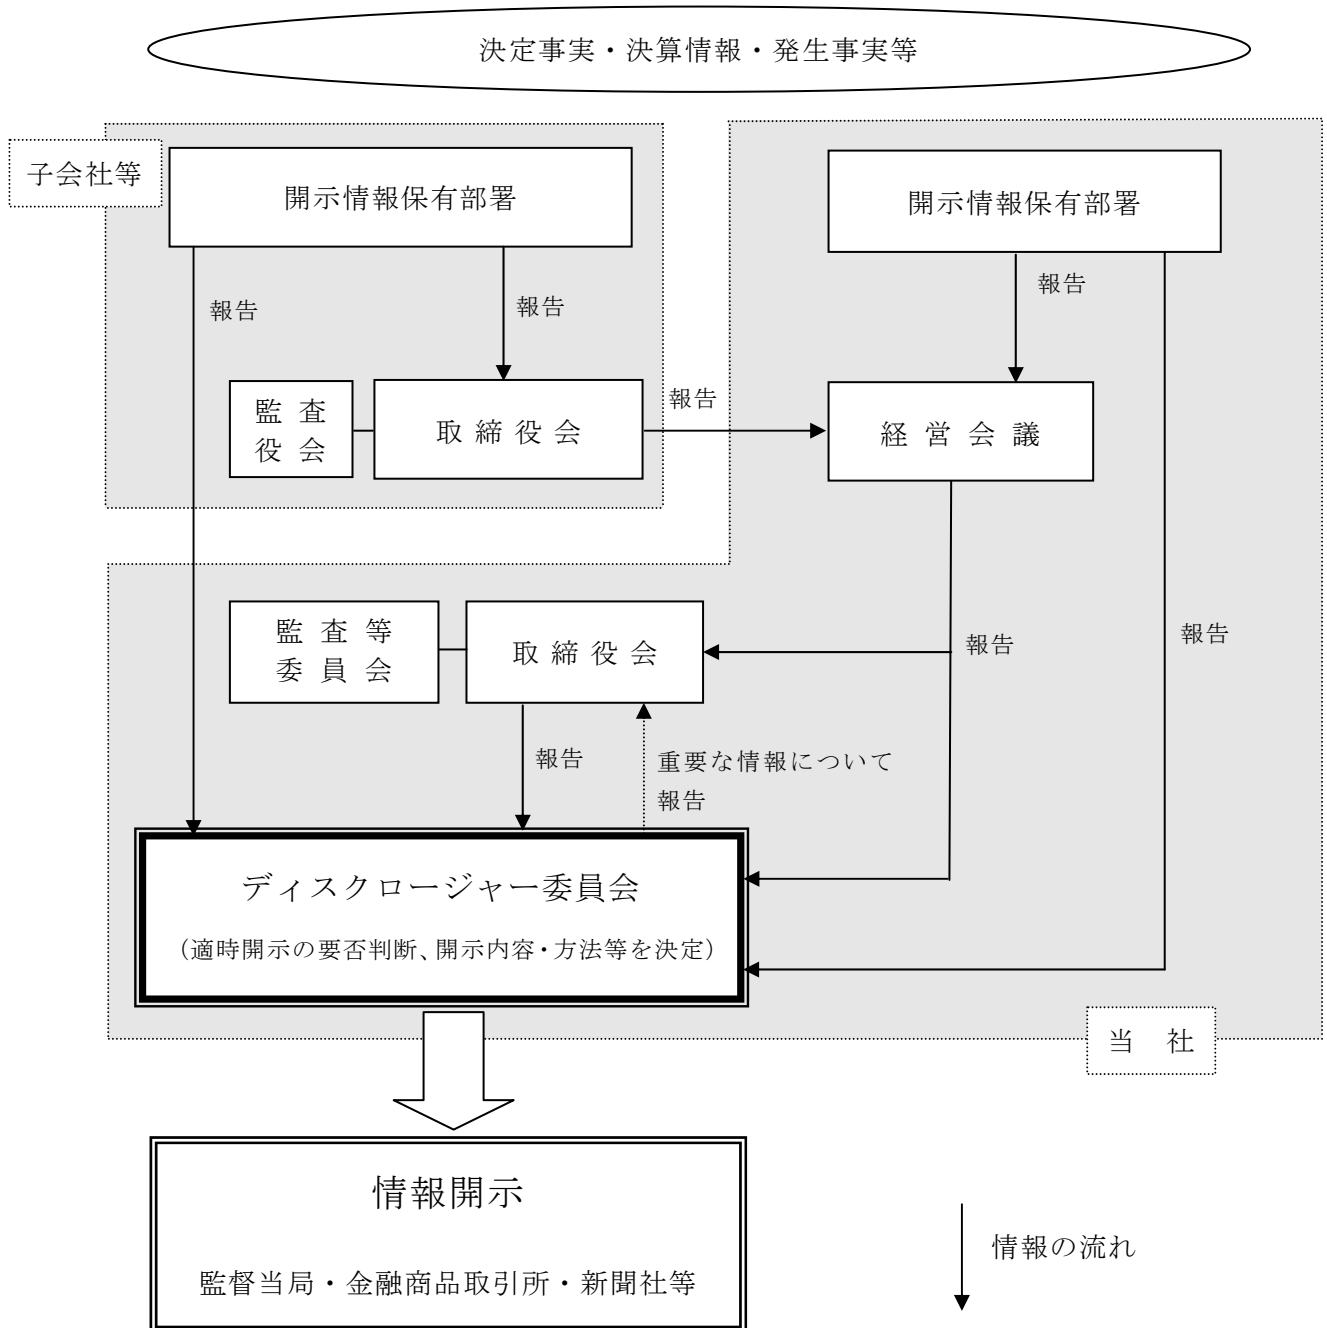 決定事実・決算情報・発生事実等
子会社等
開示情報保有部署
開示情報保有部署
報告
報告
報告
監査
役会
取締役会
報告
経営会議
監査等
委員会
取締役会
報告
報告
報告
重要な情報について
報告
ディスクロージャー委員会
（適時開示の要否判断、開示内容・方法等を決定）
当　社
情報開示
監督当局・金融商品取引所・新聞社等
情報の流れ